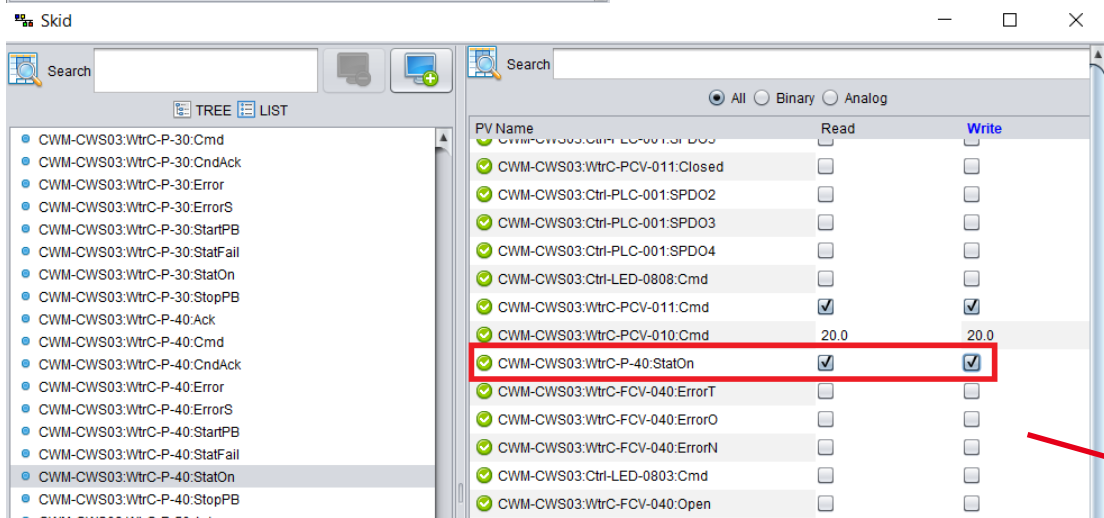 Skid
Search
TREE LIST
CWM-CWS03:WtrC-P-30:Cmd
CWM-CWS03:WtrC-P-30:CndAck
CWM-CWS03:WtrC-P-30:Error
CWM-CWS03:WtrC-P-30:ErrorS
CWM-CWS03:WtrC-P-30:StartPB
CWM-CWS03:WtrC-P-30:StatFail
CWM-CWS03:WtrC-P-30:StatOn
CWM-CWS03:WtrC-P-30:StopPB
CWM-CWS03:WtrC-P-40:Ack
CWM-CWS03:WtrC-P-40:Cmd
CWM-CWS03:WtrC-P-40:CndAck
CWM-CWS03:WtrC-P-40:Error
CWM-CWS03:WtrC-P-40:ErrorS
CWM-CWS03:WtrC-P-40:StartPB
CWM-CWS03:WtrC-P-40:StatFail
CWM-CWS03:WtrC-P-40:StatOn
CWM-CWS03:WtrC-P-40:StopPB
Search
All Binary Analog
PV Name Read Write
CWM-CWS03:WtrC-PCV-011:Closed
CWM-CWS03:Ctrl-PLC-001:SPDO2
CWM-CWS03:Ctrl-PLC-001:SPDO3
CWM-CWS03:Ctrl-PLC-001:SPDO4
CWM-CWS03:Ctrl-LED-0808:Cmd
CWM-CWS03:WtrC-PCV-011:Cmd
CWM-CWS03:WtrC-PCV-010:Cmd 20.0 20.0
CWM-CWS03:WtrC-P-40:StatOn
CWM-CWS03:WtrC-FCV-040:ErrorT
CWM-CWS03:WtrC-FCV-040:ErrorO
CWM-CWS03:WtrC-FCV-040:ErrorN
CWM-CWS03:Ctrl-LED-0803:Cmd
CWM-CWS03:WtrC-FCV-040:Open